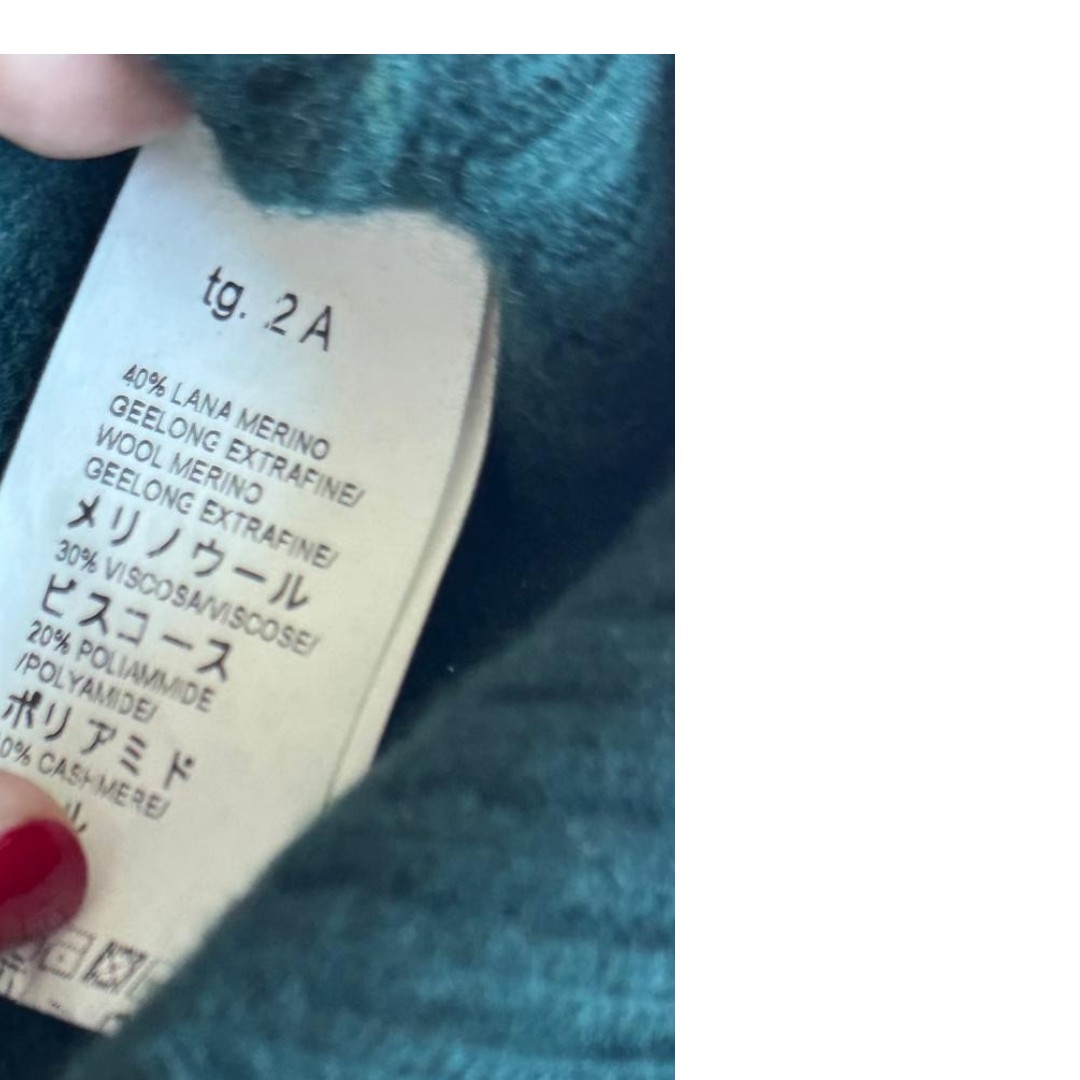 tg. 2 A
40% LANA MERINO
GEELONG EXTRAFINE/
WOOL MERINO
GEELONG EXTRAFINE/
メリノウール
30% VISCOSA/VISCOSE/
ビスコース
20% POLIAMMIDE
/POLYAMIDE/
ポリアミド
0% CASHMERE/
ル